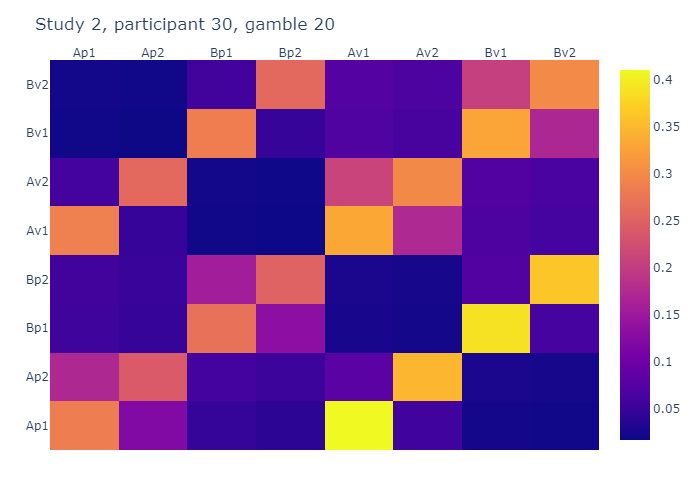 Study 2, participant 30, gamble 20
Ap1 Ap2 Bp1 Bp2 Av1 Av2 Bv1 Bv2
Bv2
Bv1
Av2
Av1
Bp2
Bp1
Ap2
Ap1
0.4
0.35
0.3
0.25
0.2
0.15
0.1
0.05